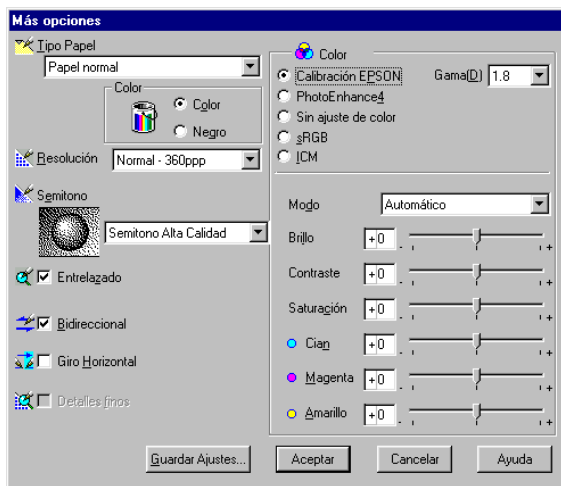 Más opciones
Tipo Papel
Papel normal
Color
Color
Negro
Resolución
Normal - 360ppp
Semitono
Semitono Alta Calidad
Entrelazado
Bidireccional
Giro Horizontal
Detalles finos
Color
Calibración EPSON
Gama(D) 1.8
PhotoEnhance4
Sin ajuste de color
sRGB
ICM
Modo Automático
Brillo +0 - +
Contraste +0 - +
Saturación +0 - +
Cian +0 - +
Magenta +0 - +
Amarillo +0 - +
Guardar Ajustes... Aceptar Cancelar Ayuda